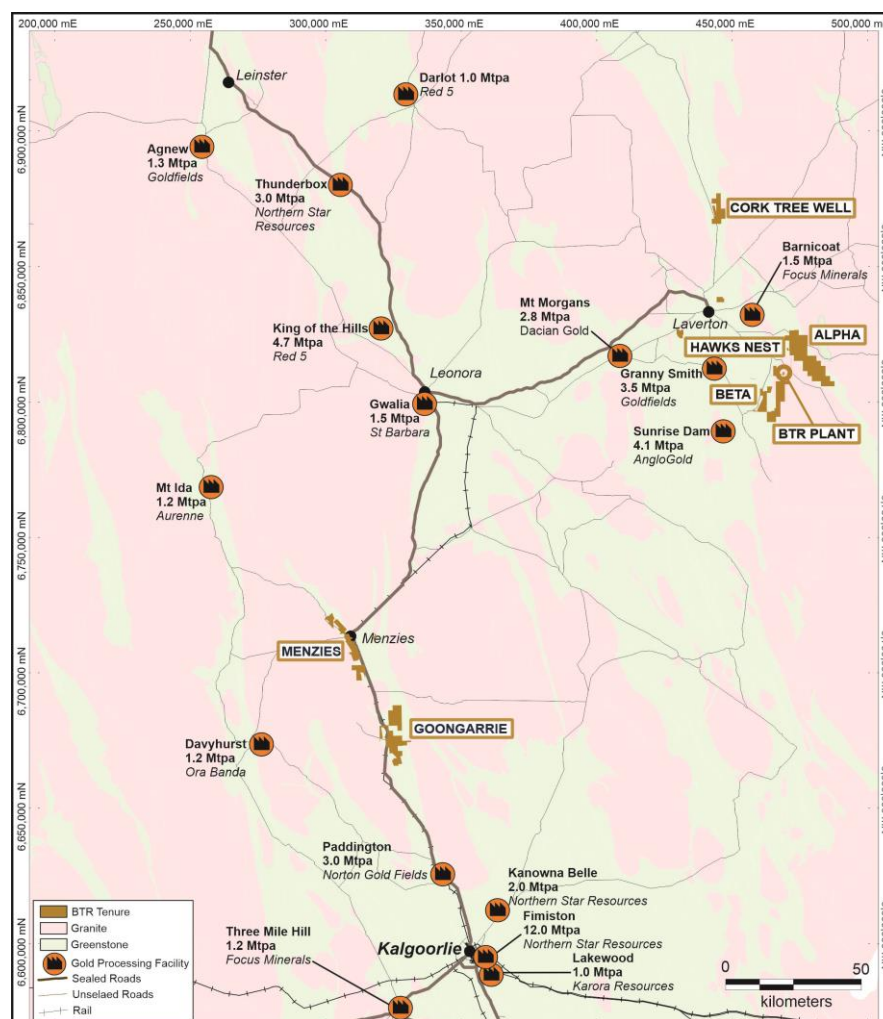 200,000 mE
300,000 mE
400,000 mE
450,000 mE
500,000 mE
Leinster
Darlot 1.0 Mtpa
Red 5
6,900,000 mN
Agnew
1.3 Mtpa
Goldfields
Thunderbox
3.0 Mtpa
Northern Star
Resources
CORK TREE WELL
Barnicoat
1.5 Mtpa
Focus Minerals
6,850,000 mN
Mt Morgans
2.8 Mtpa
Dacian Gold
King of the Hills
4.7 Mtpa
Red 5
Laverton
ALPHA
HAWKS NEST
Leonora
Granny Smith
3.5 Mtpa
Goldfields
BETA
6,800,000 mN
Gwalia
1.5 Mtpa
St Barbara
Sunrise Dam
4.1 Mtpa
AngloGold
BTR PLANT
Mt Ida
1.2 Mtpa
Aurenne
6,750,000 mN
Menzies
MENZIES
6,700,000 mN
GOONGARRIE
Davyhurst
1.2 Mtpa
Ora Banda
6,650,000 mN
Paddington
3.0 Mtpa
Norton Gold Fields
Kanowna Belle
2.0 Mtpa
Northern Star Resources
Fimiston
12.0 Mtpa
Northern Star Resources
Three Mile Hill
1.2 Mtpa
Focus Minerals
Kalgoorlie
Lakewood
1.0 Mtpa
Karora Resources
6,600,000 mN
BTR Tenure
Granite
Greenstone
Gold Processing Facility
Sealed Roads
Unselaed Roads
Rail
0 50
kilometers